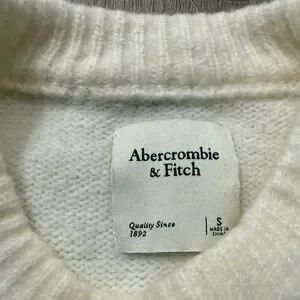 Abercrombie
& Fitch
Quality Since
1892
S
MADE IN
CHINA